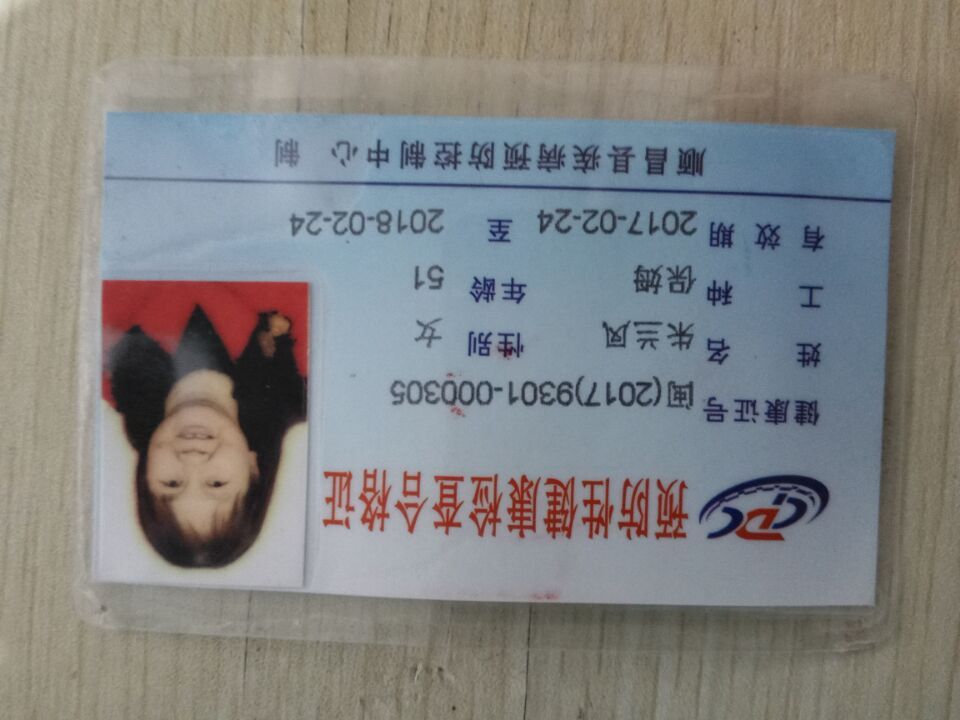 CDC 预防性健康检查合格证
健康证号 闽(2017)9301-000305
姓名 朱兰凤 性别 女
工种 保姆 年龄 51
有效期 2017-02-24 至 2018-02-24
顺昌县疾病预防控制中心 制